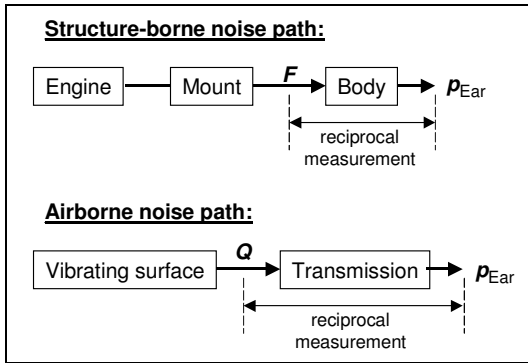 Structure-borne noise path:
Engine Mount F Body pEar
reciprocal
measurement
Airborne noise path:
Vibrating surface Q Transmission pEar
reciprocal
measurement